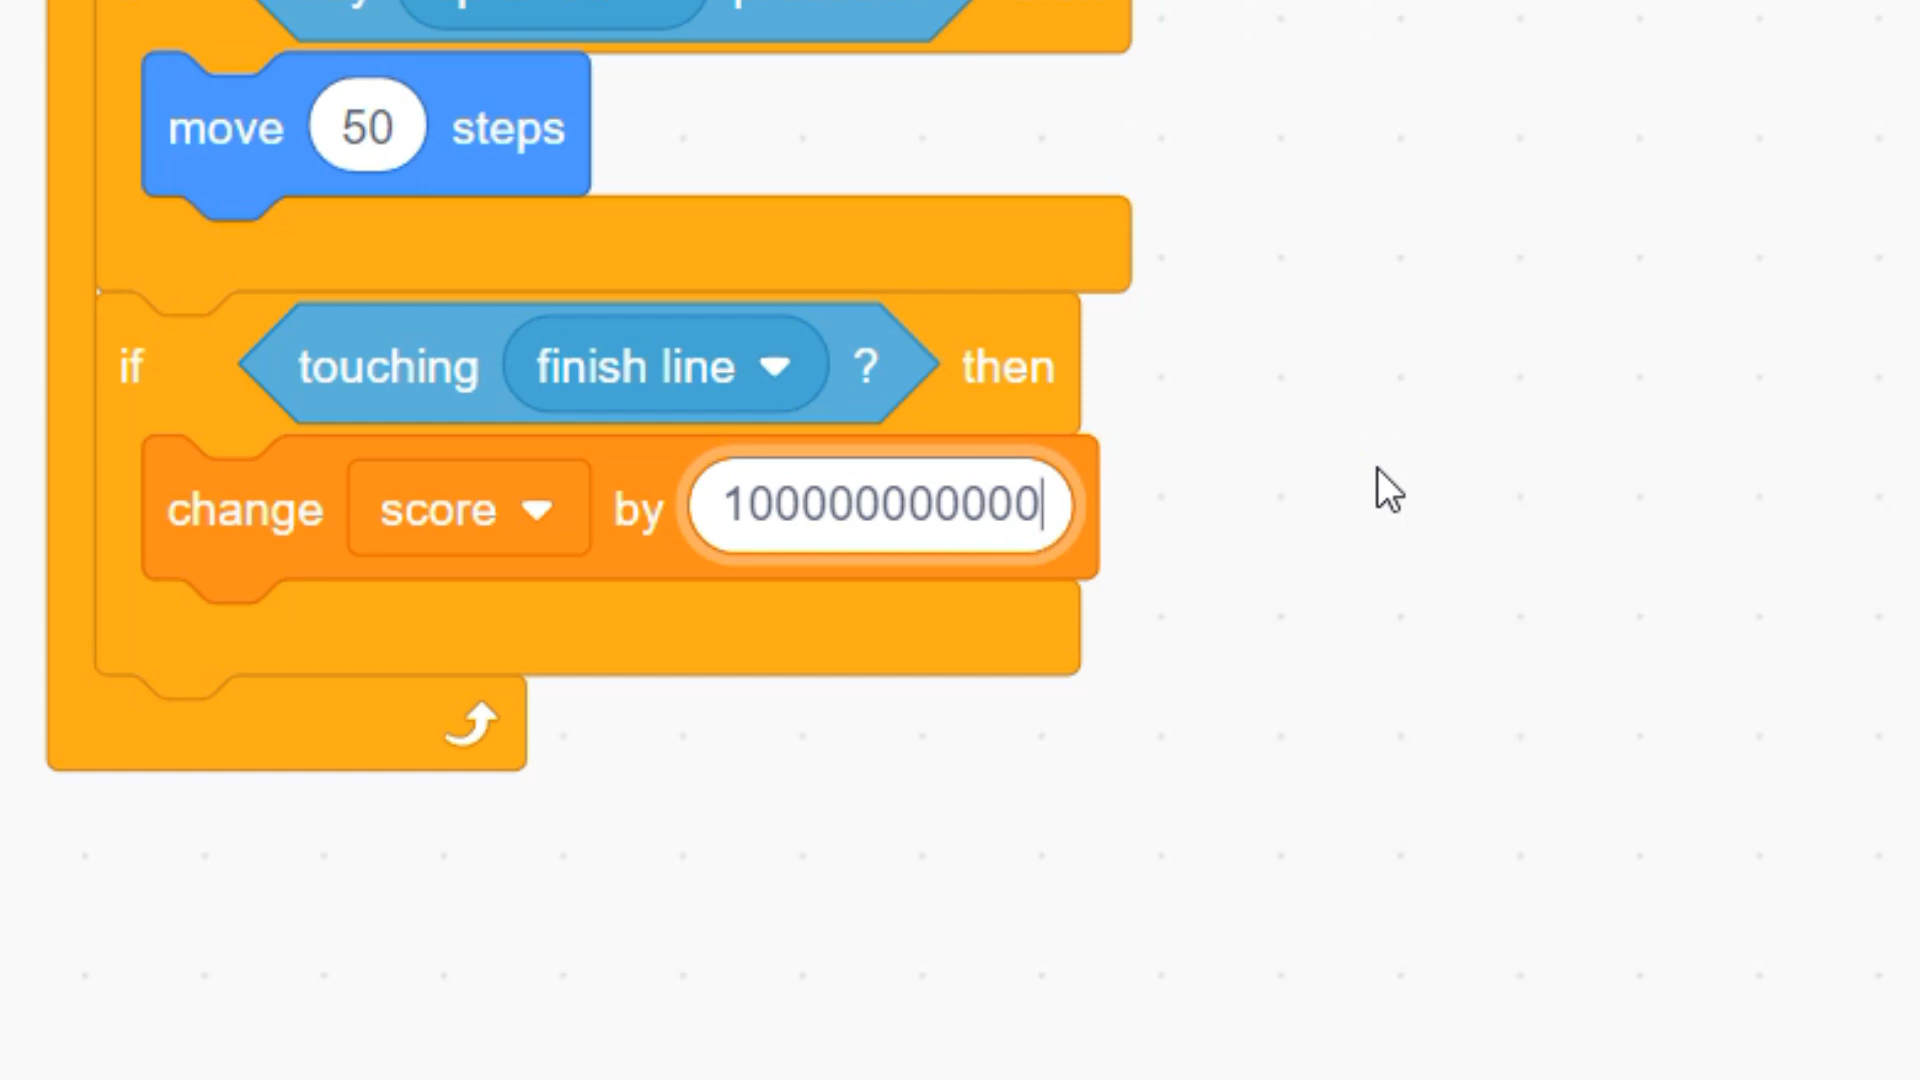 move 50 steps
if touching finish line ? then
change score by 100000000000